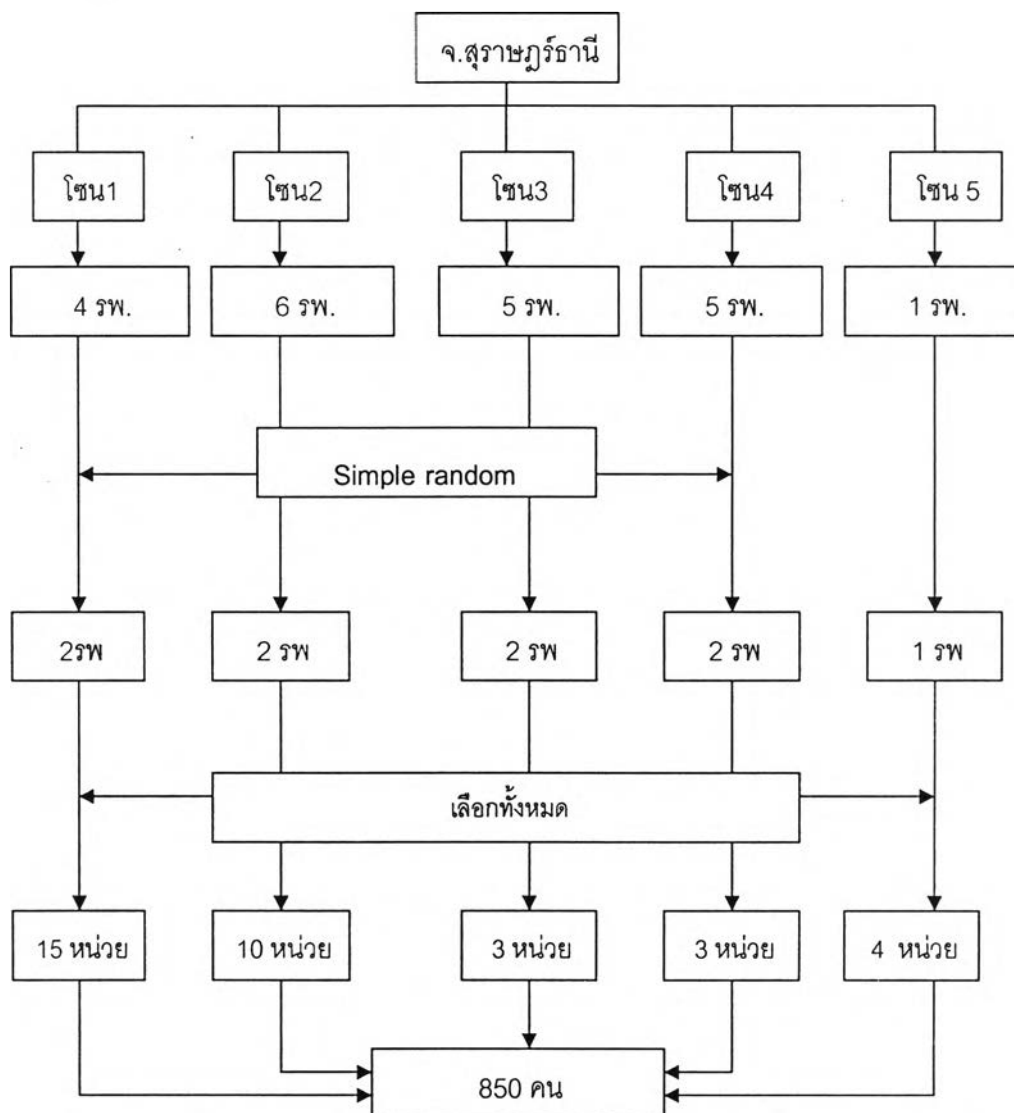 จ.สุราษฎร์ธานี
โซน1
โซน2
โซน3
โซน4
โซน 5
4 รพ.
6 รพ.
5 รพ.
5 รพ.
1 รพ.
Simple random
2รพ
2 รพ
2 รพ
2 รพ
1 รพ
เลือกทั้งหมด
15 หน่วย
10 หน่วย
3 หน่วย
3 หน่วย
4 หน่วย
850 คน